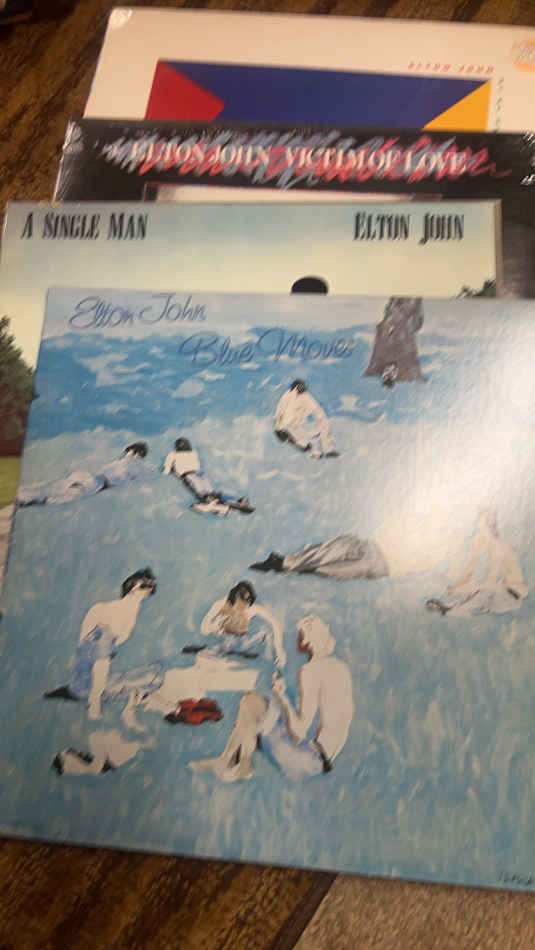 ELTON JOHN
ELTON JOHN VICTIM OF LOVE
A SINGLE MAN
ELTON JOHN
Elton John
Blue Moves